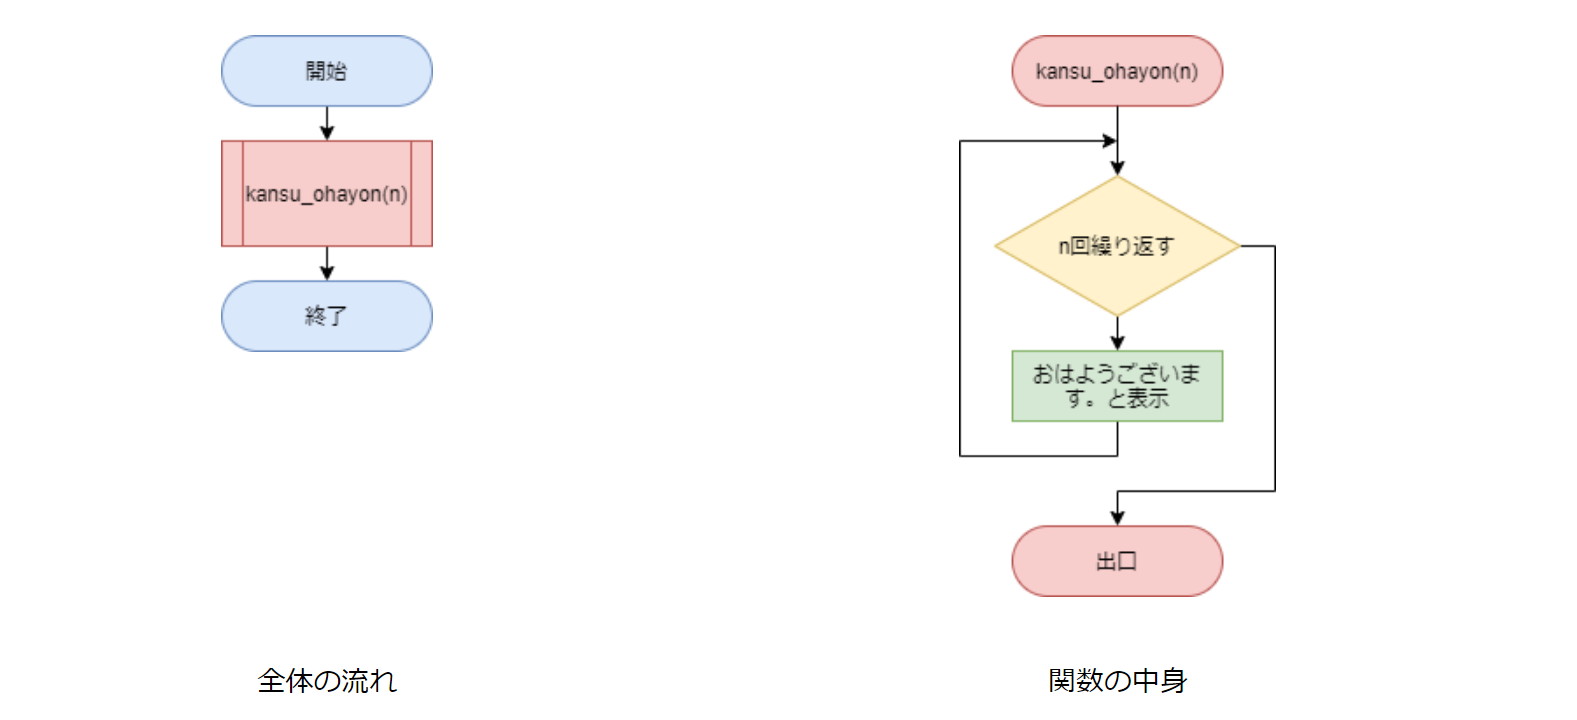 開始
kansu_ohayon(n)
終了
全体の流れ
kansu_ohayon(n)
n回繰り返す
おはようございま
す。と表示
出口
関数の中身